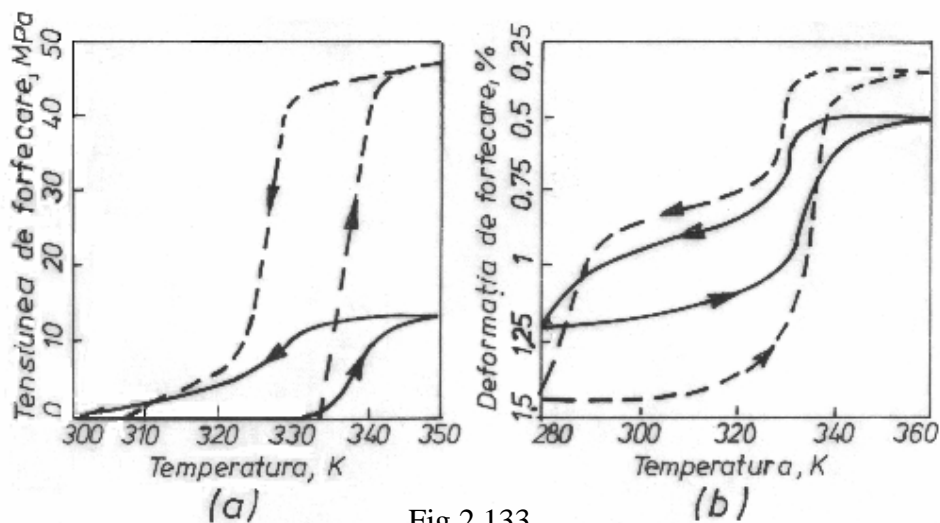 Tensiunea de forfecare, MPa
50
40
30
20
10
0
300 310 320 330 340 350
Temperatura, K
(a)
Deformația de forfecare, %
0,25
0,5
0,75
1
1,25
1,5
280 300 320 340 360
Temperatura, K
(b)
Fig.2.133